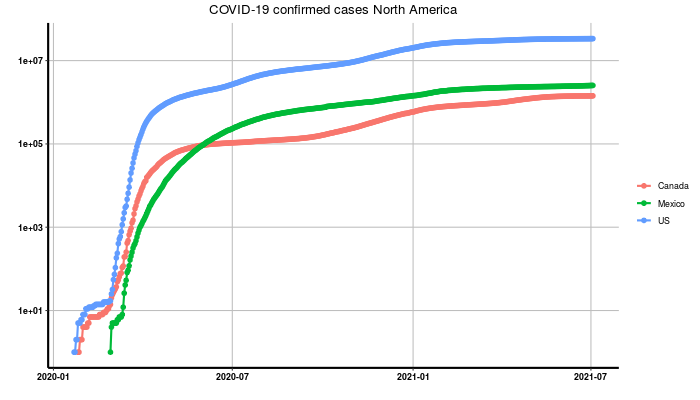 COVID-19 confirmed cases North America
1e+07
1e+05
1e+03
1e+01
2020-01 2020-07 2021-01 2021-07
Canada
Mexico
US